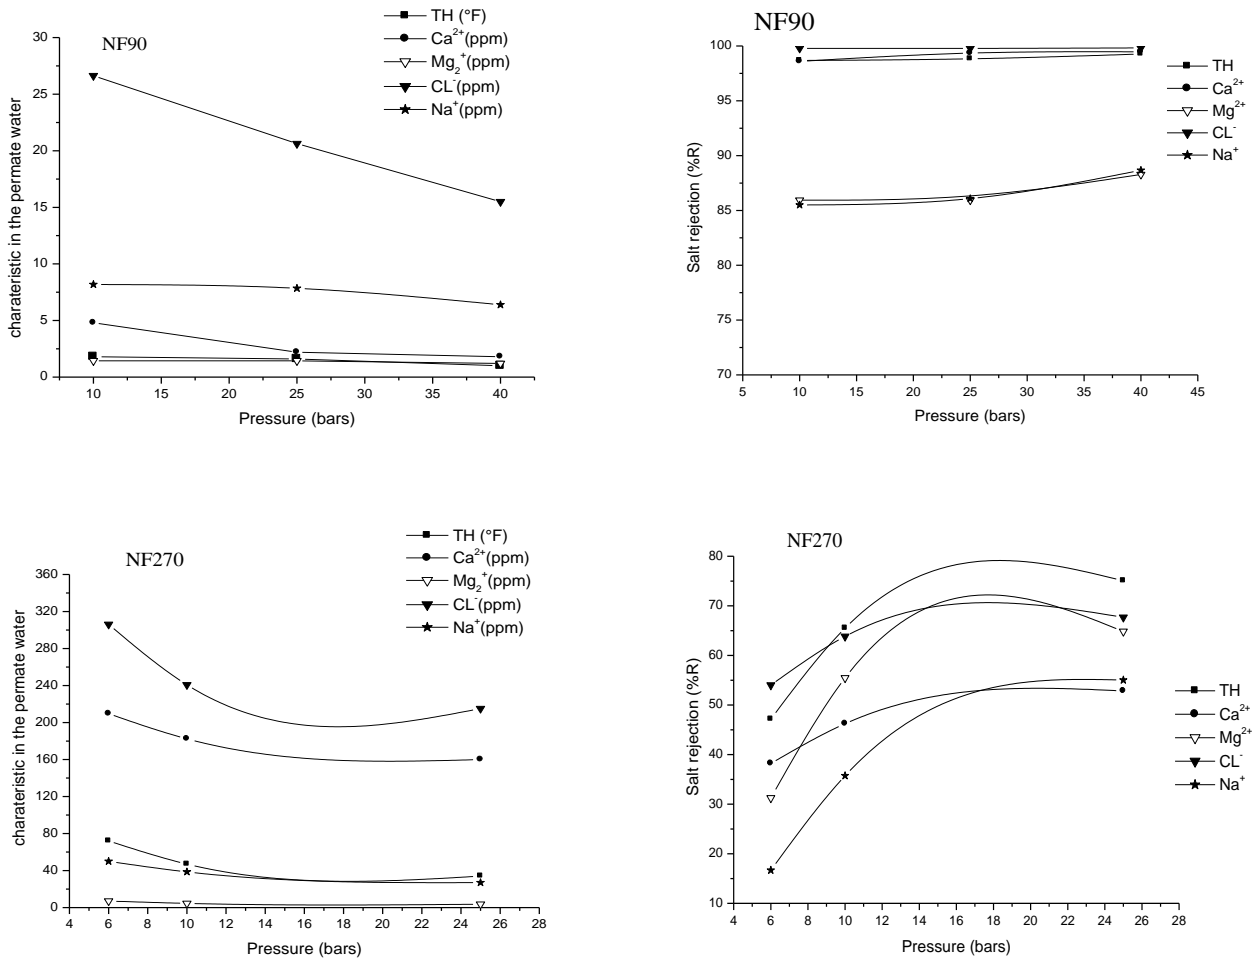 NF90
TH (°F)
Ca2+(ppm)
Mg2+(ppm)
CL-(ppm)
Na+(ppm)
30
25
20
15
10
5
0
charateristic in the permate water
10 15 20 25 30 35 40
Pressure (bars)
NF90
TH
Ca2+
Mg2+
CL-
Na+
100
95
90
85
80
75
70
Salt rejection (%R)
5 10 15 20 25 30 35 40 45
Pressure (bars)
NF270
TH (°F)
Ca2+(ppm)
Mg2+(ppm)
CL-(ppm)
Na+(ppm)
360
320
280
240
200
160
120
80
40
0
charateristic in the permate water
4 6 8 10 12 14 16 18 20 22 24 26 28
Pressure (bars)
NF270
80
70
60
50
40
30
20
10
Salt rejection (%R)
TH
Ca2+
Mg2+
CL-
Na+
4 6 8 10 12 14 16 18 20 22 24 26 28
Pressure (bars)